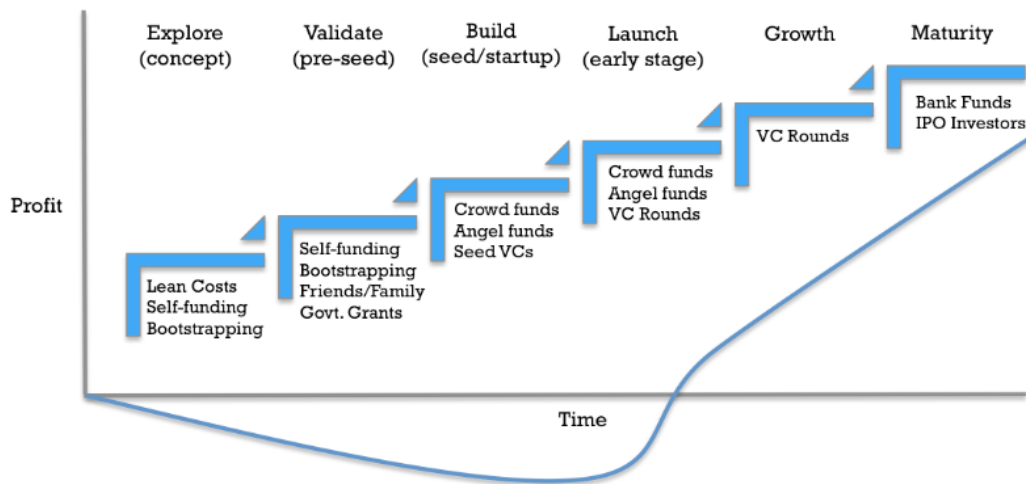 Explore
(concept)
Validate
(pre-seed)
Build
(seed/startup)
Launch
(early stage)
Growth
Maturity
Profit
Lean Costs
Self-funding
Bootstrapping
Self-funding
Bootstrapping
Friends/Family
Govt. Grants
Crowd funds
Angel funds
Seed VCs
Crowd funds
Angel funds
VC Rounds
VC Rounds
Bank Funds
IPO Investors
Time